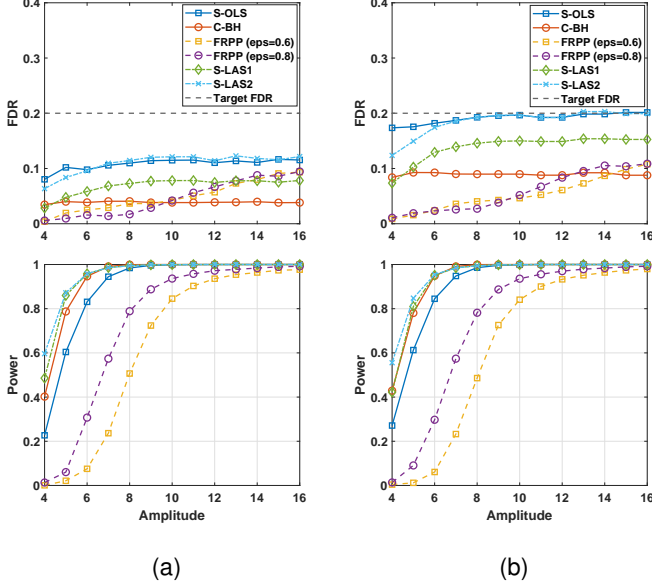 0.4
0.3
0.2
0.1
0
FDR
S-OLS
C-BH
FRPP (eps=0.6)
FRPP (eps=0.8)
S-LAS1
S-LAS2
Target FDR
4 6 8 10 12 14 16
0.4
0.3
0.2
0.1
0
FDR
S-OLS
C-BH
FRPP (eps=0.6)
FRPP (eps=0.8)
S-LAS1
S-LAS2
Target FDR
4 6 8 10 12 14 16
1
0.8
0.6
0.4
0.2
0
Power
4 6 8 10 12 14 16
Amplitude
1
0.8
0.6
0.4
0.2
0
Power
4 6 8 10 12 14 16
Amplitude
(a)
(b)